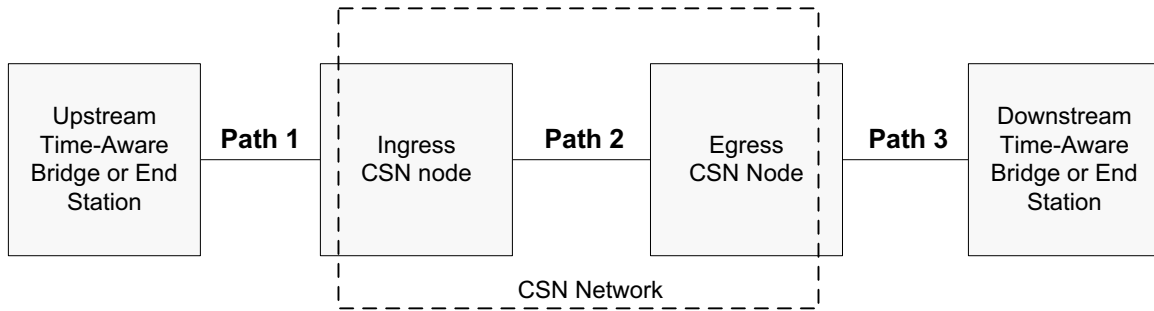 Upstream
Time-Aware
Bridge or End
Station
Path 1
Ingress
CSN node
Path 2
Egress
CSN Node
Path 3
Downstream
Time-Aware
Bridge or End
Station
CSN Network